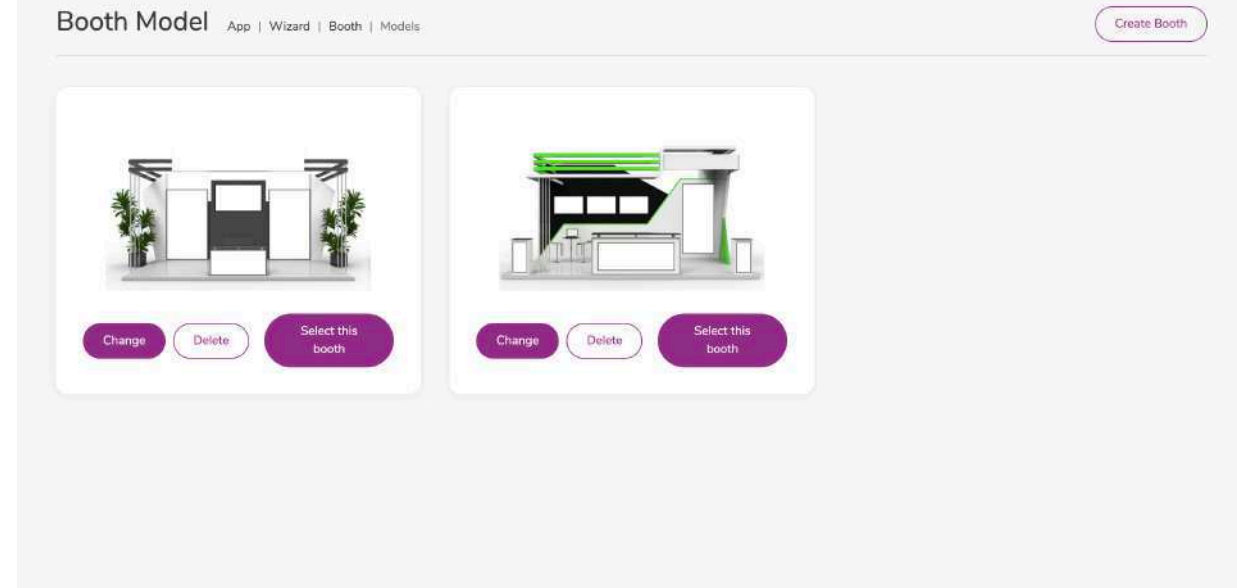 Booth Model App | Wizard | Booth | Models
Create Booth
Change
Delete
Select this
booth
Change
Delete
Select this
booth